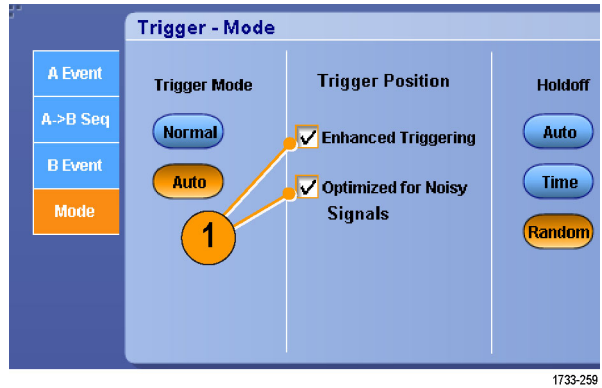 Trigger - Mode
A Event
A->B Seq
B Event
Mode
Trigger Mode
Normal
Auto
1
Trigger Position
Enhanced Triggering
Optimized for Noisy
Signals
Holdoff
Auto
Time
Random
1733-259